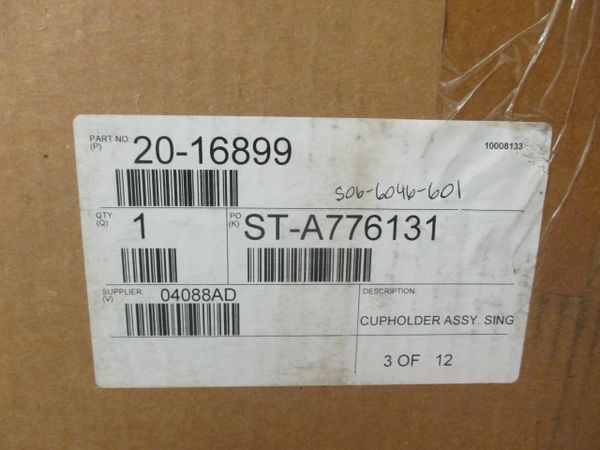 PART NO. 20-16899 10008133
(P)
S06-6046-601
QTY. 1 PO ST-A776131
(Q) (K)
SUPPLIER: 04088AD DESCRIPTION:
(V)
CUPHOLDER ASSY. SING
3 OF 12